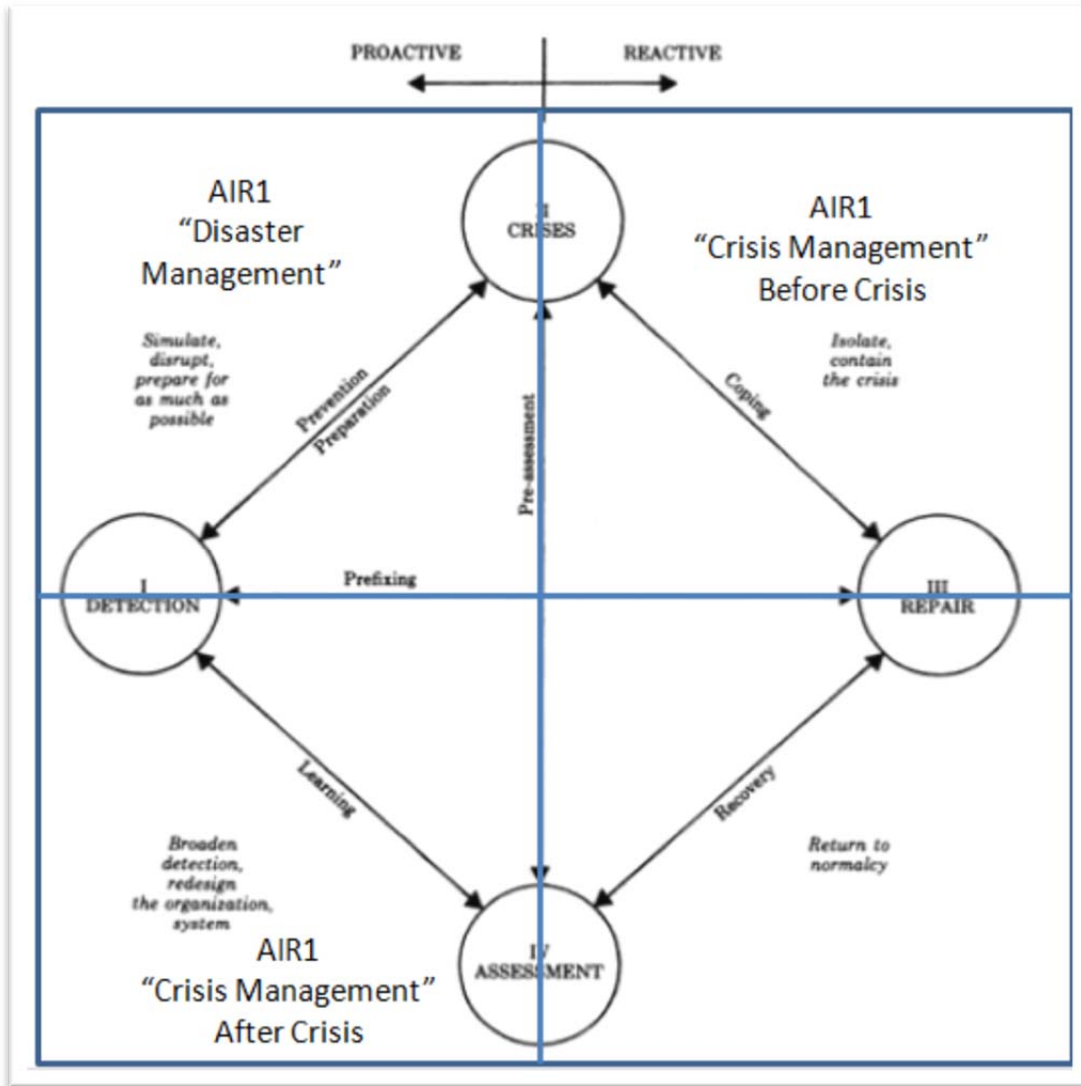 PROACTIVE
REACTIVE
AIR1
“Disaster
Management”
II
CRISES
AIR1
“Crisis Management”
Before Crisis
Simulate,
disrupt,
prepare for
as much as
possible
Prevention
Preparation
Pre-assessment
Coping
Isolate,
contain
the crisis
I
DETECTION
Prefixing
III
REPAIR
Learning
Recovery
Broaden
detection,
redesign
the organization,
system
Return to
normalcy
AIR1
“Crisis Management”
After Crisis
IV
ASSESSMENT